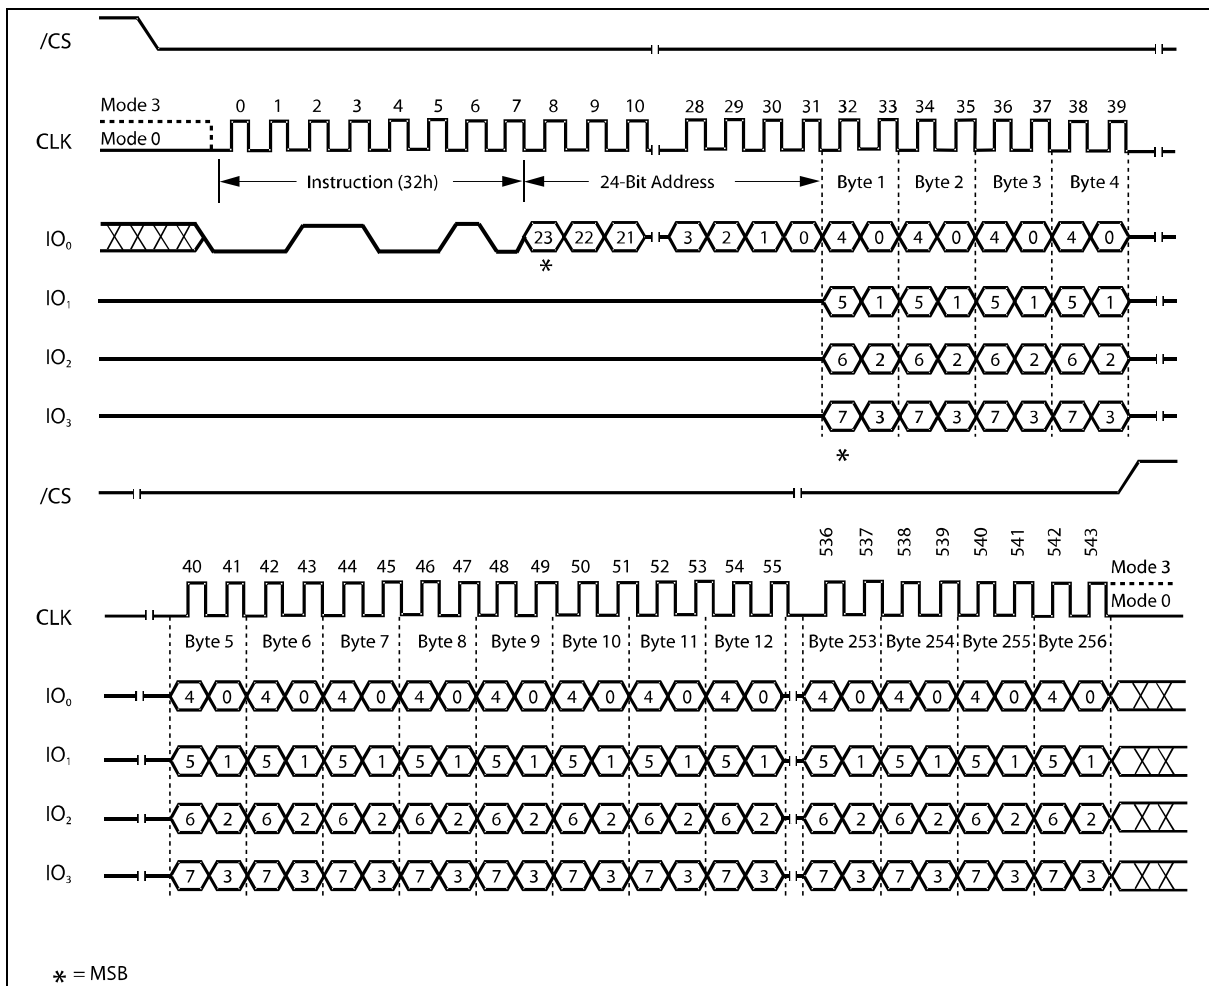 /CS
Mode 3
0 1 2 3 4 5 6 7 8 9 10 28 29 30 31 32 33 34 35 36 37 38 39
CLK
Mode 0
Instruction (32h) 24-Bit Address Byte 1 Byte 2 Byte 3 Byte 4
IO0 23 22 21 3 2 1 0 4 0 4 0 4 0 4 0
*
IO1 5 1 5 1 5 1 5 1
IO2 6 2 6 2 6 2 6 2
IO3 7 3 7 3 7 3 7 3
*
/CS
40 41 42 43 44 45 46 47 48 49 50 51 52 53 54 55 536 537 538 539 540 541 542 543 Mode 3
CLK Mode 0
Byte 5 Byte 6 Byte 7 Byte 8 Byte 9 Byte 10 Byte 11 Byte 12 Byte 253 Byte 254 Byte 255 Byte 256
IO0 4 0 4 0 4 0 4 0 4 0 4 0 4 0 4 0 4 0 4 0 4 0 4 0
IO1 5 1 5 1 5 1 5 1 5 1 5 1 5 1 5 1 5 1 5 1 5 1 5 1
IO2 6 2 6 2 6 2 6 2 6 2 6 2 6 2 6 2 6 2 6 2 6 2 6 2
IO3 7 3 7 3 7 3 7 3 7 3 7 3 7 3 7 3 7 3 7 3 7 3 7 3
* = MSB